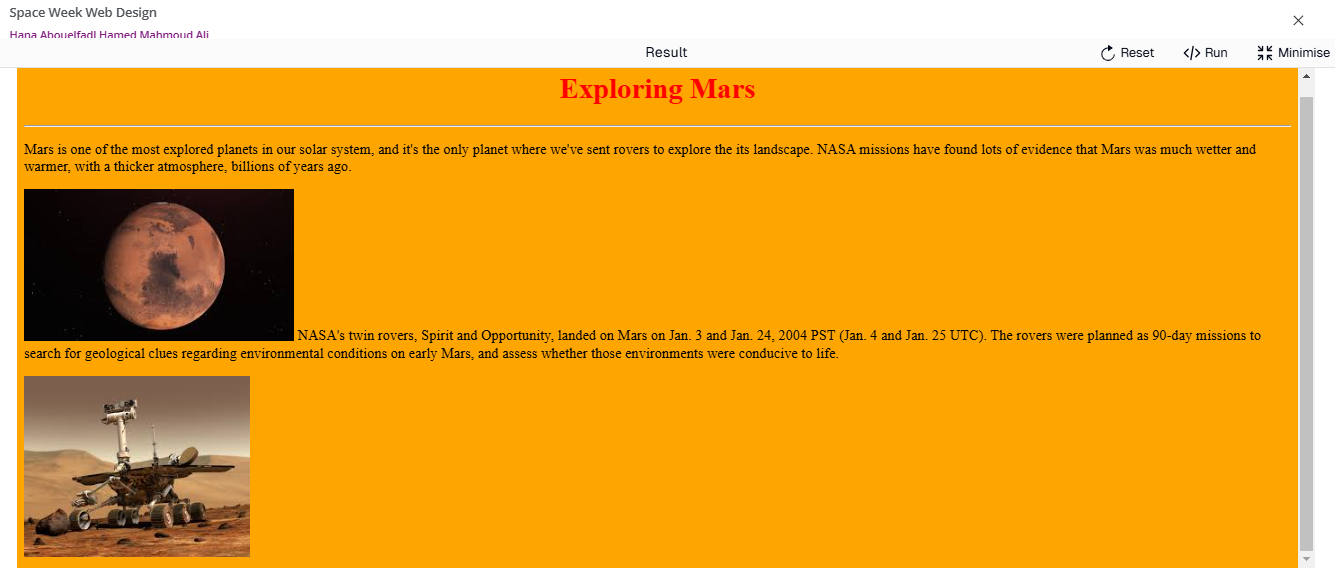 Space Week Web Design
Hana Abouelfadl Hamed Mahmoud Ali
Result
Reset
Run
Minimise
Exploring Mars
Mars is one of the most explored planets in our solar system, and it's the only planet where we've sent rovers to explore the its landscape. NASA missions have found lots of evidence that Mars was much wetter and
warmer, with a thicker atmosphere, billions of years ago.
NASA's twin rovers, Spirit and Opportunity, landed on Mars on Jan. 3 and Jan. 24, 2004 PST (Jan. 4 and Jan. 25 UTC). The rovers were planned as 90-day missions to
search for geological clues regarding environmental conditions on early Mars, and assess whether those environments were conducive to life.